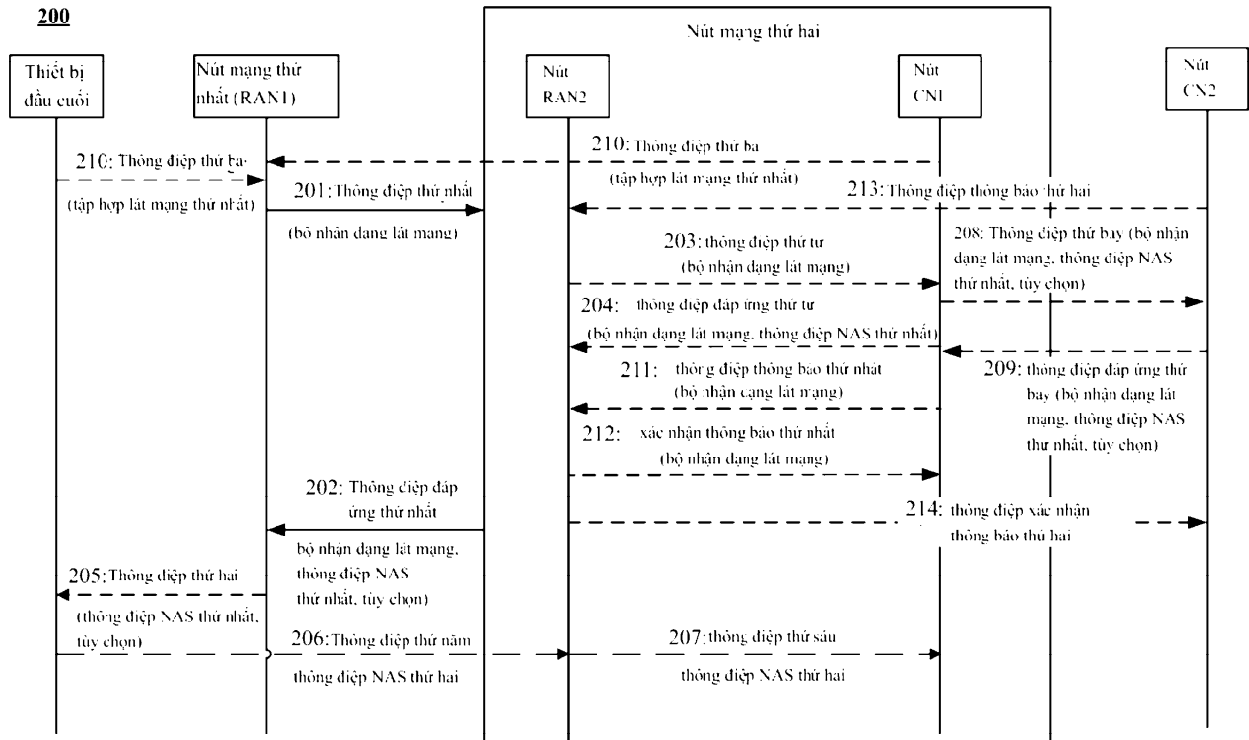 200
Nút mạng thứ hai
Thiết bị
đầu cuối
Nút mạng thứ
nhất (RAN1)
Nút
RAN2
Nút
CN1
Nút
CN2
210: Thông điệp thứ ba
(tập hợp lát mạng thứ nhất)
210: Thông điệp thứ ba
(tập hợp lát mạng thứ nhất)
201: Thông điệp thứ nhất
(bộ nhận dạng lát mạng)
213: Thông điệp thông báo thứ hai
203: thông điệp thứ tư
(bộ nhận dạng lát mạng)
208: Thông điệp thứ bay (bộ nhận
dạng lát mạng, thông điệp NAS
thứ nhất, tùy chọn)
204: thông điệp đáp ứng thứ tư
(bộ nhận dạng lát mạng, thông điệp NAS thứ nhất)
211: thông điệp thông báo thứ nhất
(bộ nhận dạng lát mạng)
209: thông điệp đáp ứng thứ
bay (bộ nhận dạng lát
mạng, thông điệp NAS
thứ nhất, tùy chọn)
212: xác nhận thông báo thứ nhất
(bộ nhận dạng lát mạng)
202: Thông điệp đáp
ứng thứ nhất
bộ nhận dạng lát mạng,
thông điệp NAS
thứ nhất, tùy chọn)
214: thông điệp xác nhận
thông báo thứ hai
205: Thông điệp thứ hai
(thông điệp NAS thứ nhất,
tùy chọn)
206: Thông điệp thứ năm
thông điệp NAS thứ hai
207: thông điệp thứ sáu
thông điệp NAS thứ hai